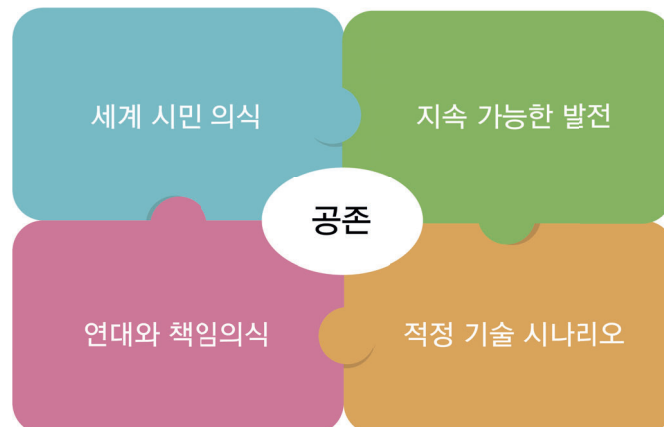 세계 시민 의식
지속 가능한 발전
공존
연대와 책임의식
적정 기술 시나리오